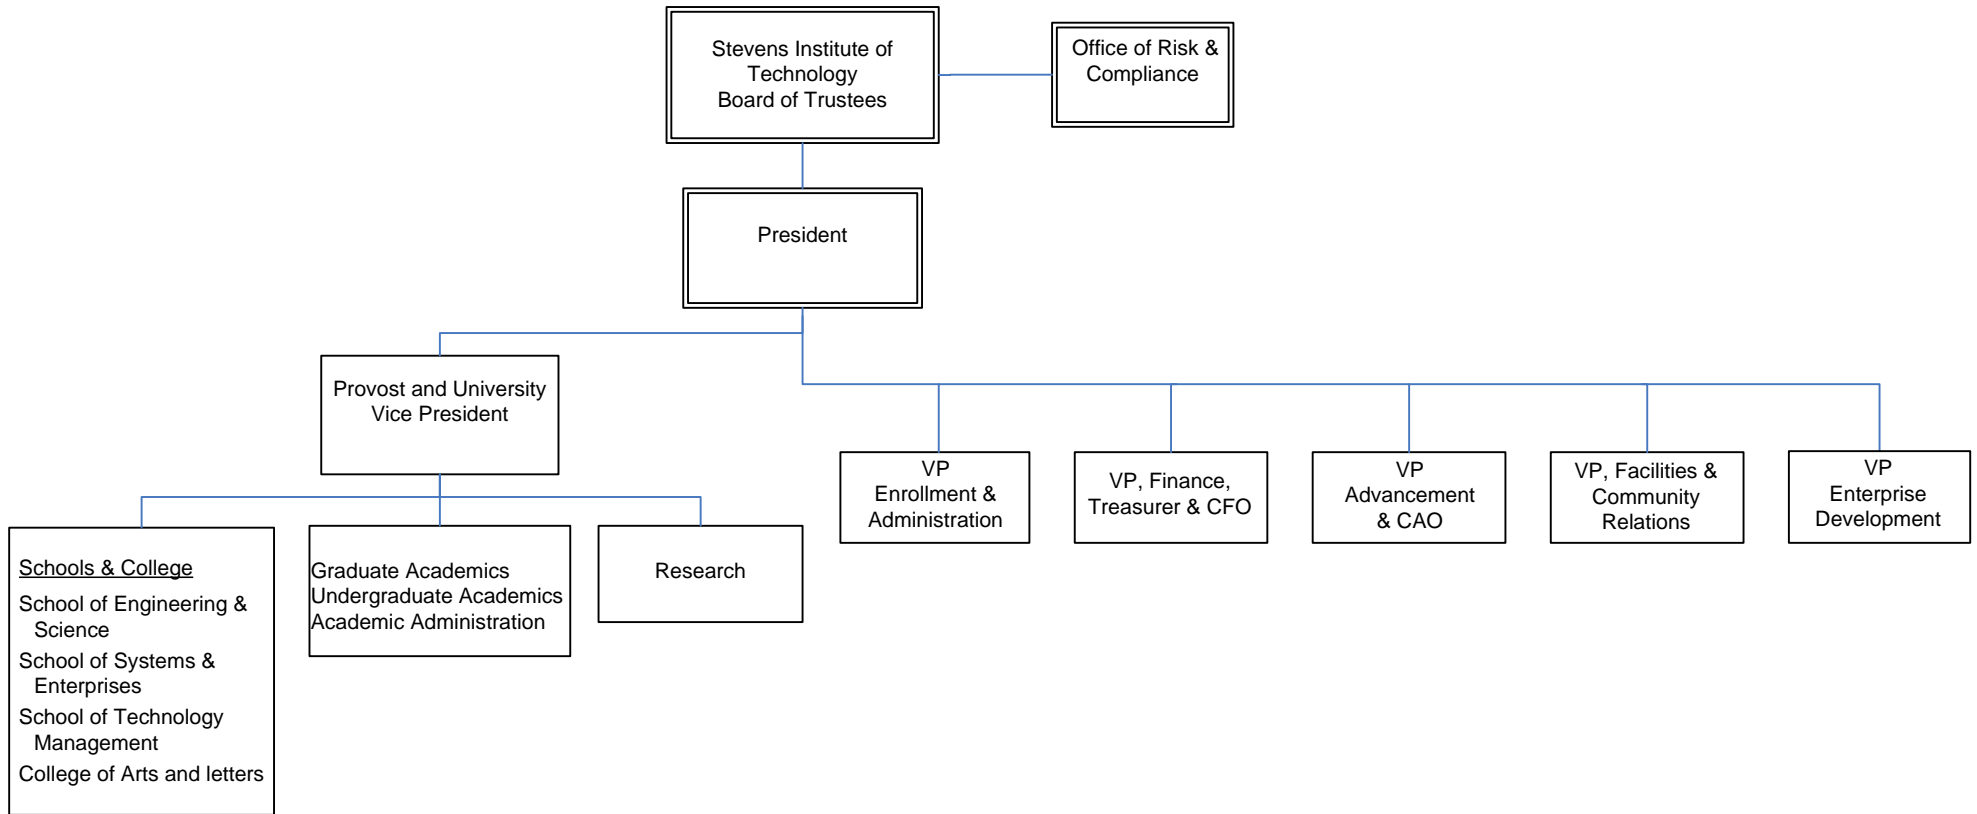 Stevens Institute of
Technology
Board of Trustees
Office of Risk &
Compliance
President
Provost and University
Vice President
VP
Enrollment &
Administration
VP, Finance,
Treasurer & CFO
VP
Advancement
& CAO
VP, Facilities &
Community
Relations
VP
Enterprise
Development
Schools & College
School of Engineering &
Science
School of Systems &
Enterprises
School of Technology
Management
College of Arts and letters
Graduate Academics
Undergraduate Academics
Academic Administration
Research